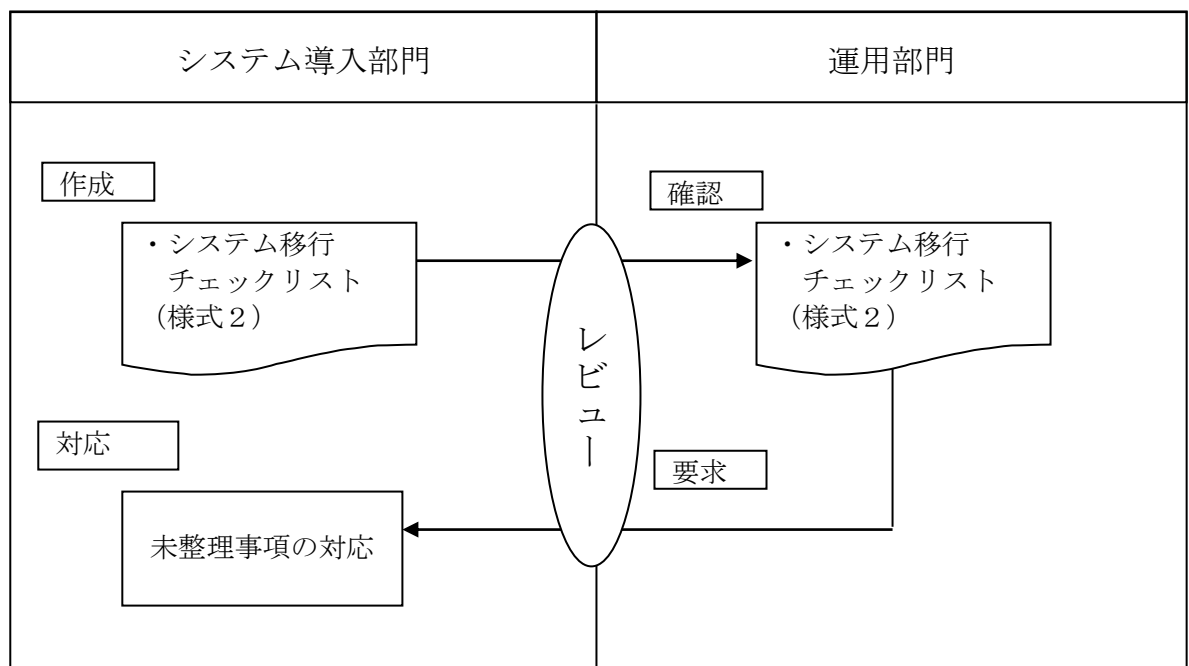 システム導入部門
運用部門
作成
・システム移行
チェックリスト
(様式2)
確認
・システム移行
チェックリスト
(様式2)
レビュー
対応
未整理事項の対応
要求